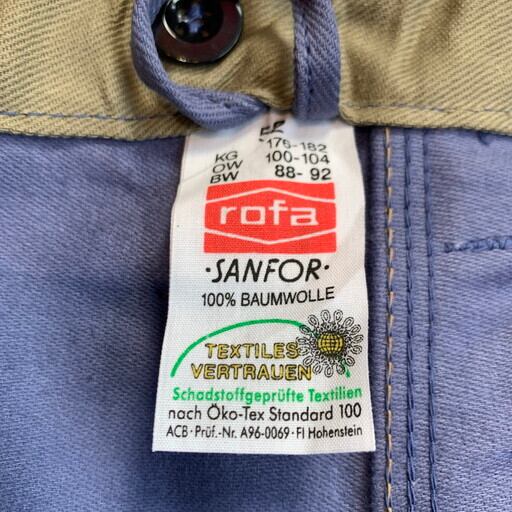 KG 176-182
OW 100-104
BW 88- 92
rofa
·SANFOR·
100% BAUMWOLLE
TEXTILES
VERTRAUEN
Schadstoffgeprüfte Textilien
nach Öko-Tex Standard 100
ACB · Prüf.-Nr. A96-0069 · FI Hohenstein